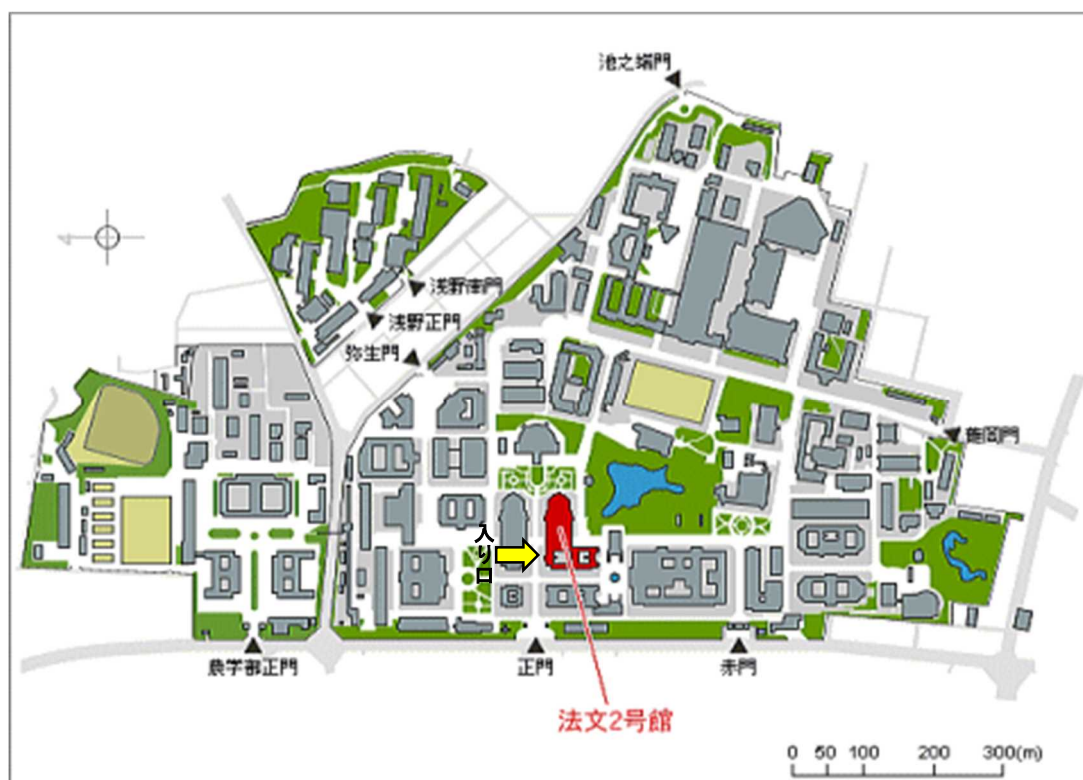 池之端門
浅野南門
浅野正門
弥生門
龍岡門
入り口
農学部正門
正門
赤門
法文2号館
0 50 100 200 300(m)